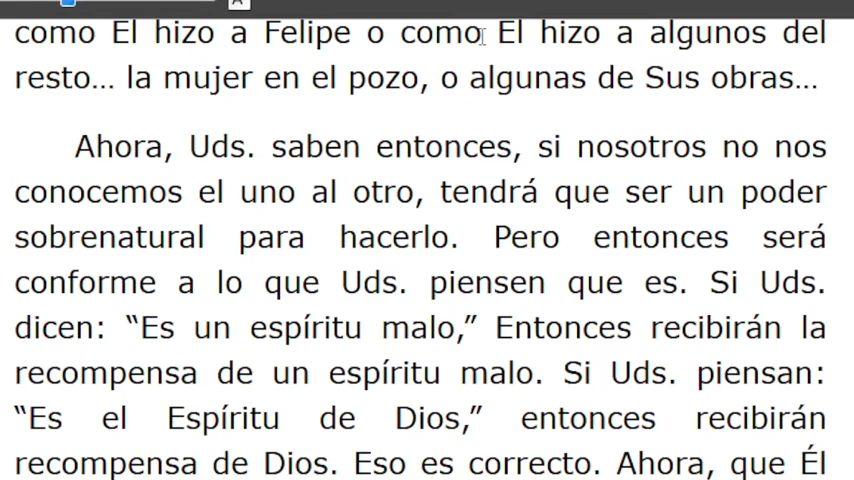 como El hizo a Felipe o como El hizo a algunos del
resto... la mujer en el pozo, o algunas de Sus obras...
Ahora, Uds. saben entonces, si nosotros no nos
conocemos el uno al otro, tendrá que ser un poder
sobrenatural para hacerlo. Pero entonces será
conforme a lo que Uds. piensen que es. Si Uds.
dicen: “Es un espíritu malo,” Entonces recibirán la
recompensa de un espíritu malo. Si Uds. piensan:
“Es el Espíritu de Dios,” entonces recibirán
recompensa de Dios. Eso es correcto. Ahora, que Él